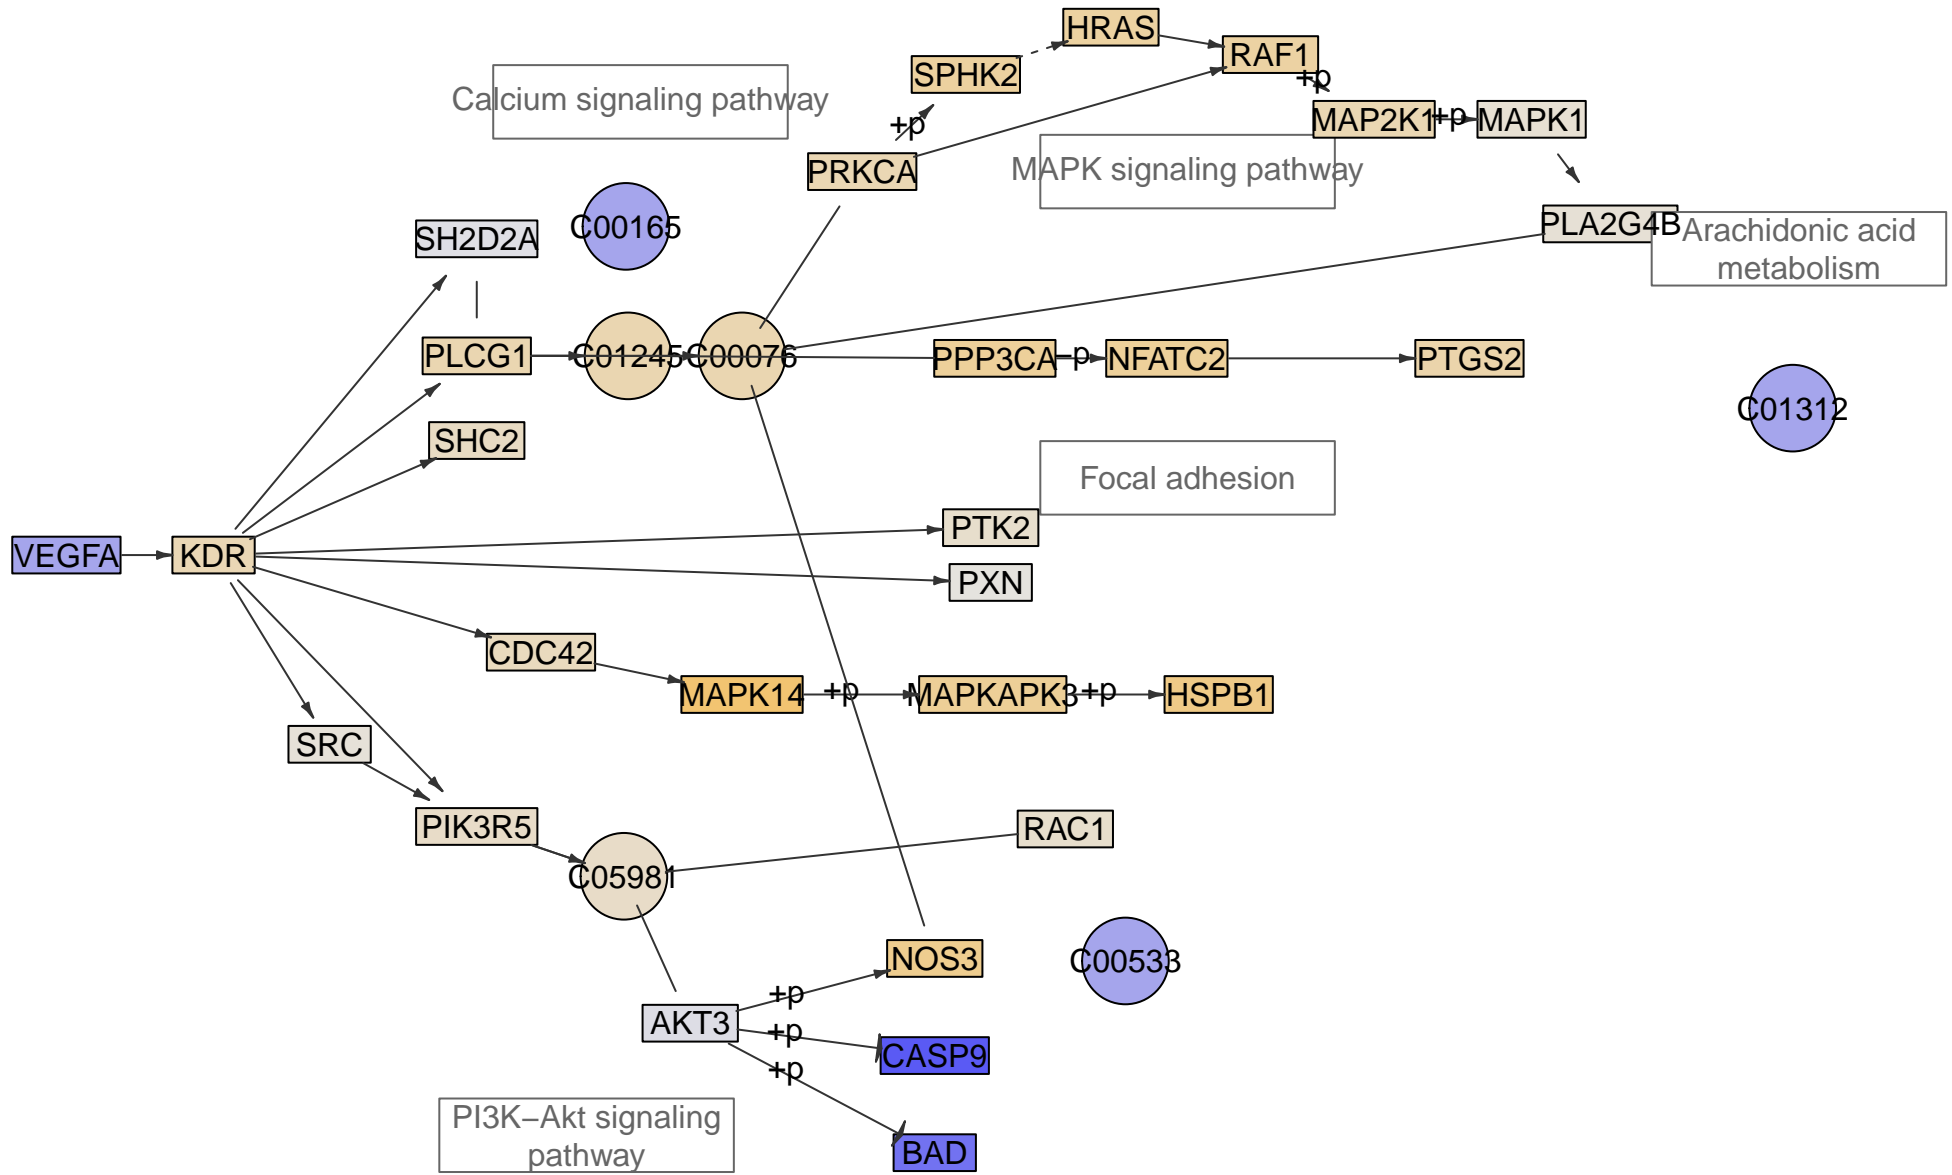 HRAS
RAF1
+p
SPHK2
Calcium signaling pathway
+p
MAP2K1
+p
MAPK1
PRKCA
MAPK signaling pathway
C00165
SH2D2A
PLA2G4B
Arachidonic acid
metabolism
PLCG1
C01245
C00076
PPP3CA
−p
NFATC2
PTGS2
C01312
SHC2
Focal adhesion
PTK2
VEGFA
KDR
PXN
CDC42
MAPK14
+p
MAPKAPK3
+p
HSPB1
SRC
PIK3R5
RAC1
C05981
NOS3
C00533
+p
AKT3
+p
CASP9
+p
PI3K−Akt signaling
pathway
BAD